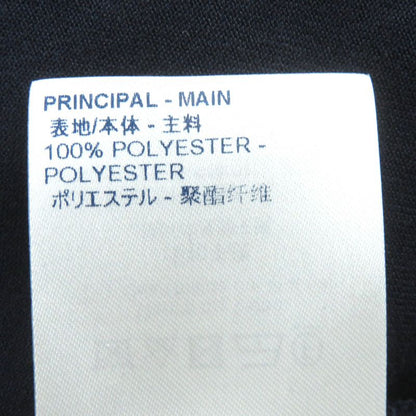 PRINCIPAL - MAIN
表地/本体 - 主料
100% POLYESTER -
POLYESTER
ポリエステル - 聚酯纤维